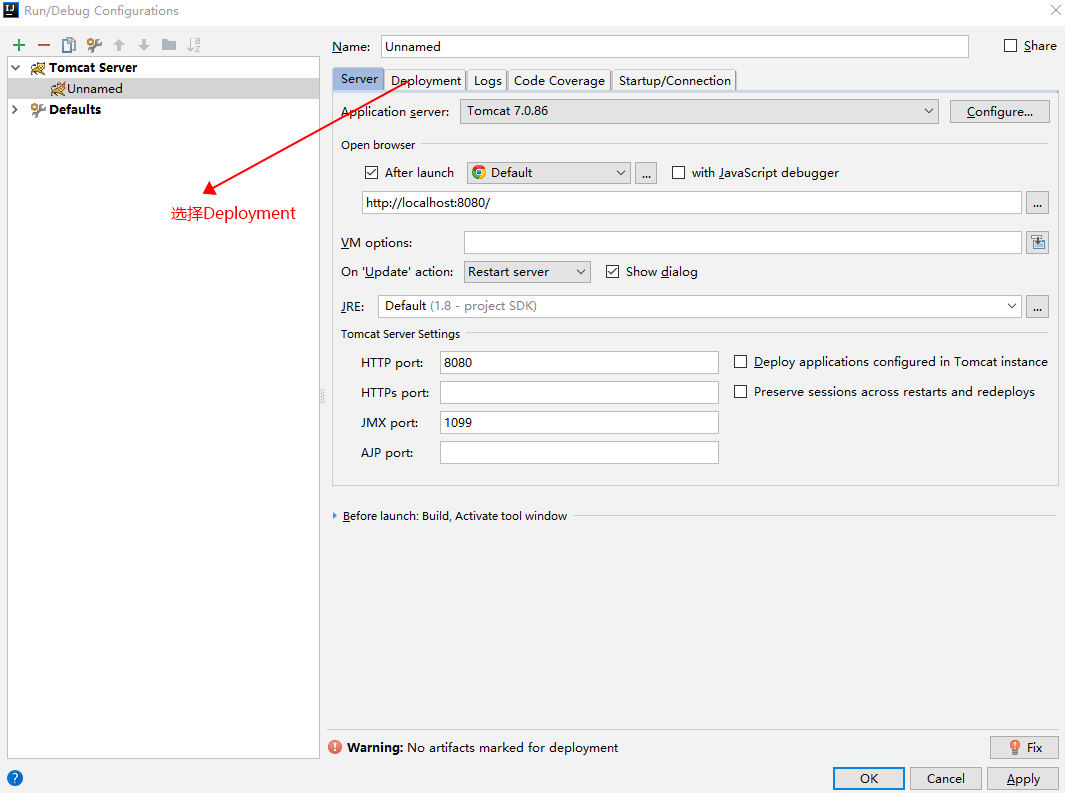 Run/Debug Configurations
Name: Unnamed Share
Tomcat Server
Unnamed
Defaults
Server Deployment Logs Code Coverage Startup/Connection
Application server: Tomcat 7.0.86 Configure...
Open browser
After launch Default ... with JavaScript debugger
http://localhost:8080/ ...
选择Deployment
VM options:
On 'Update' action: Restart server Show dialog
JRE: Default (1.8 - project SDK) ...
Tomcat Server Settings
HTTP port: 8080 Deploy applications configured in Tomcat instance
HTTPs port: Preserve sessions across restarts and redeploys
JMX port: 1099
AJP port:
Before launch: Build, Activate tool window
Warning: No artifacts marked for deployment Fix
? OK Cancel Apply